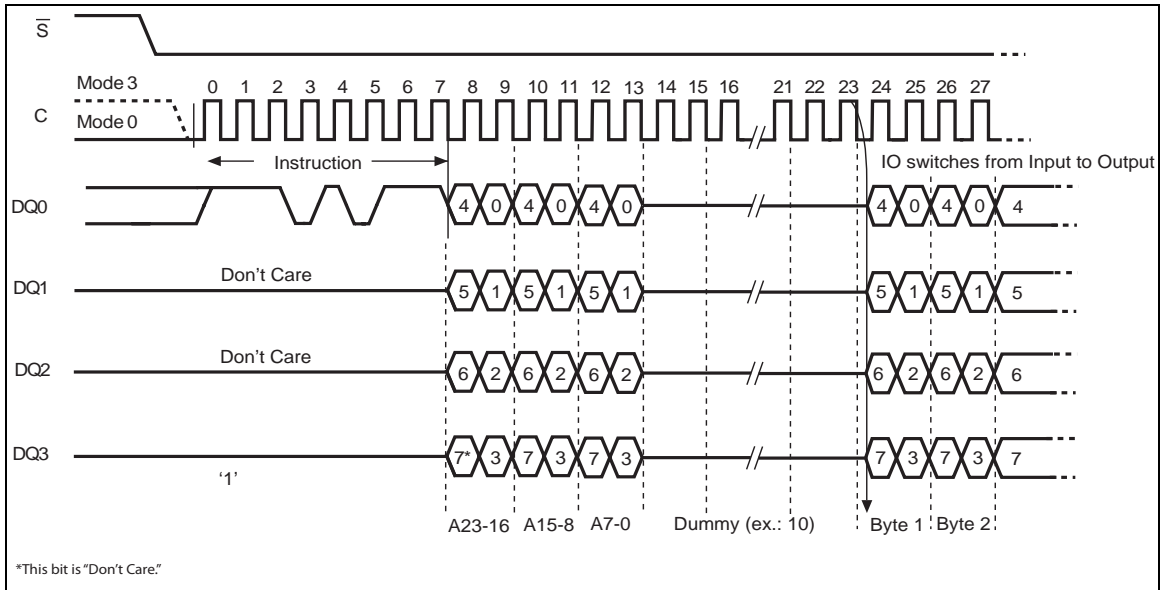 S
Mode 3
C
Mode 0
0 1 2 3 4 5 6 7 8 9 10 11 12 13 14 15 16 21 22 23 24 25 26 27
Instruction
IO switches from Input to Output
DQ0
4 0 4 0 4 0 4 0 4 0 4
Don't Care
DQ1
5 1 5 1 5 1 5 1 5 1 5
Don't Care
DQ2
6 2 6 2 6 2 6 2 6 2 6
DQ3
7* 3 7 3 7 3 7 3 7 3 7
‘1’
A23-16 A15-8 A7-0 Dummy (ex.: 10) Byte 1 Byte 2
*This bit is “Don’t Care.”